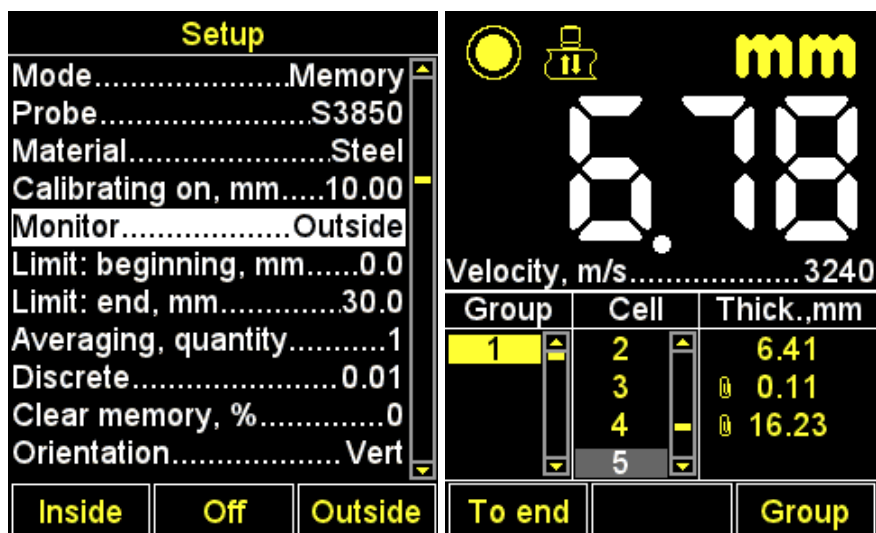 Setup
Mode.....................Memory
Probe.....................S3850
Material....................Steel
Calibrating on, mm.....10.00
Monitor...................Outside
Limit: beginning, mm......0.0
Limit: end, mm.............30.0
Averaging, quantity...........1
Discrete......................0.01
Clear memory, %.............0
Orientation.................Vert
Inside Off Outside
mm
6.78
Velocity, m/s....................3240
Group Cell Thick.,mm
1 2 6.41
3 0.11
4 16.23
5
To end Group